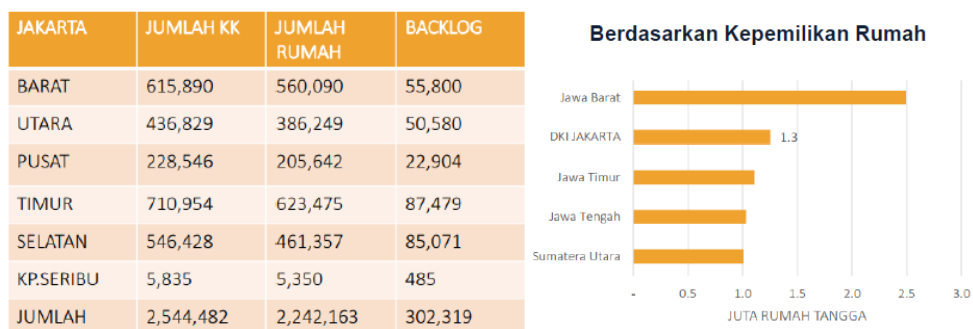 JAKARTA JUMLAH KK JUMLAH RUMAH BACKLOG
BARAT 615,890 560,090 55,800
UTARA 436,829 386,249 50,580
PUSAT 228,546 205,642 22,904
TIMUR 710,954 623,475 87,479
SELATAN 546,428 461,357 85,071
KP.SERIBU 5,835 5,350 485
JUMLAH 2,544,482 2,242,163 302,319
Berdasarkan Kepemilikan Rumah
Jawa Barat
DKI JAKARTA 1.3
Jawa Timur
Jawa Tengah
Sumatera Utara
- 0.5 1.0 1.5 2.0 2.5 3.0
JUTA RUMAH TANGGA